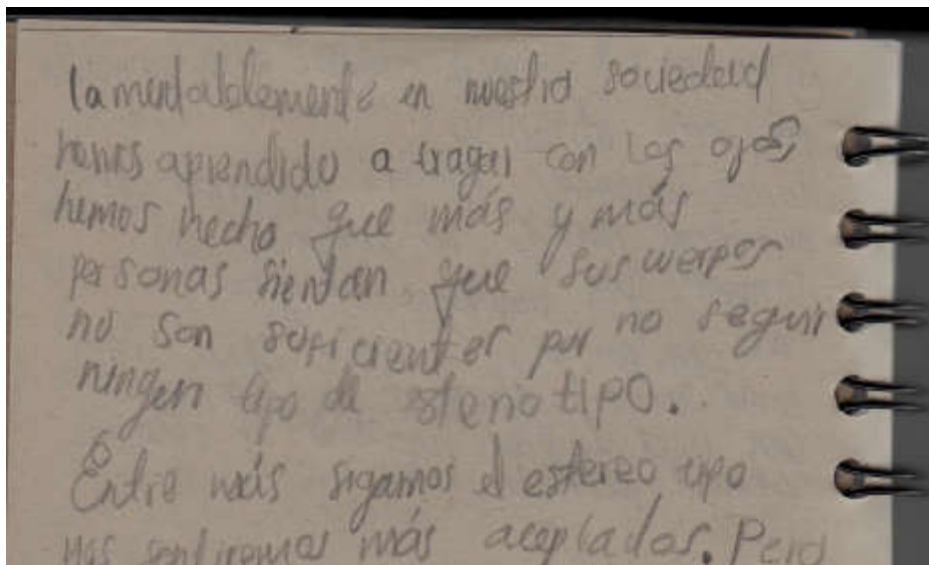 lamentablemente en nuestra sociedad
hemos aprendido a tragar con los ojos,
hemos hecho que más y más
personas sientan que sus cuerpos
no son suficientes por no seguir
ningun tipo de estereotipo.
Entre más sigamos el estereotipo
nos sentiremos más aceptados. Pero